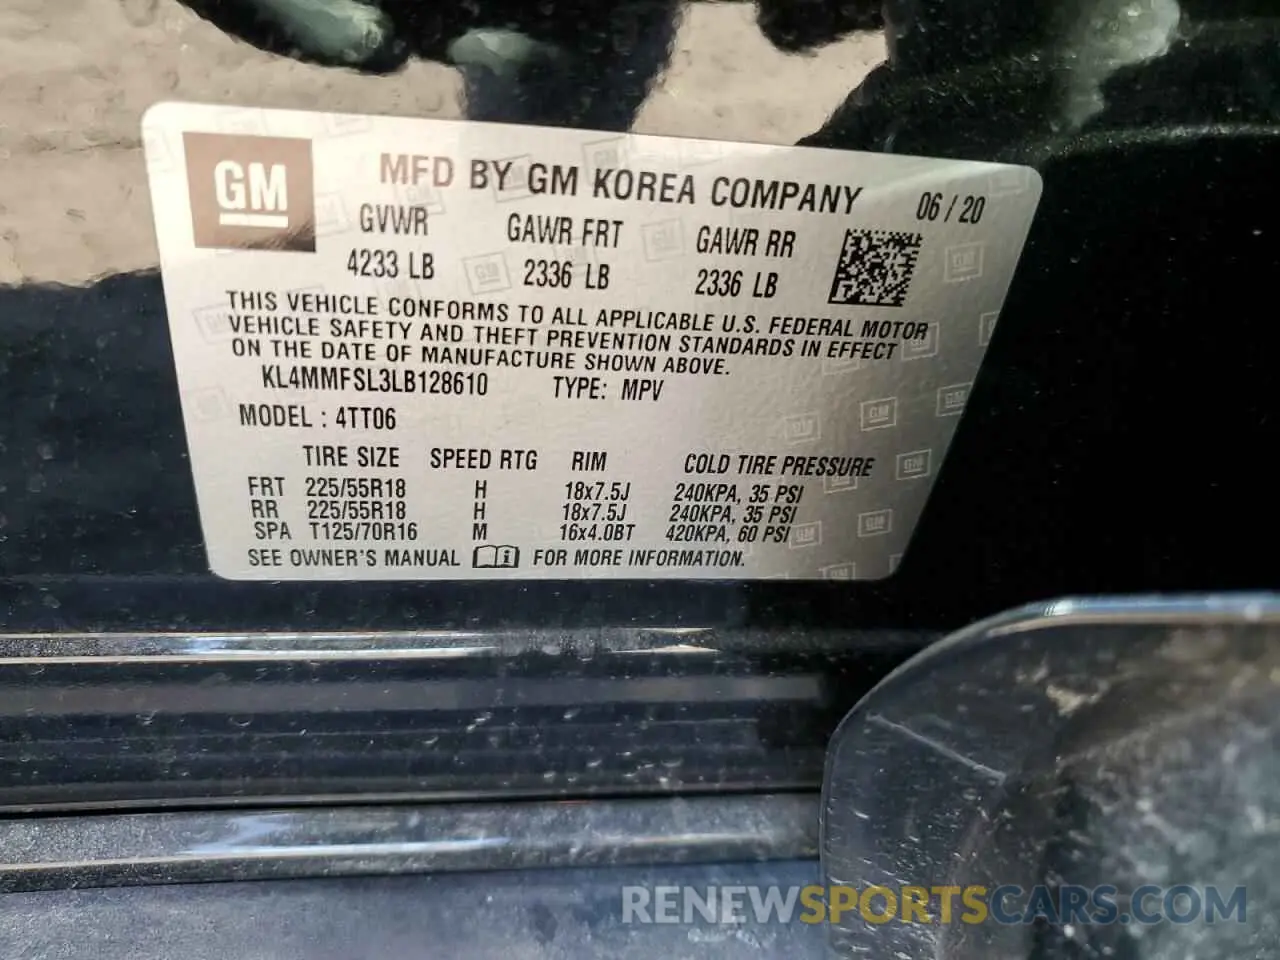 GM
MFD BY GM KOREA COMPANY 06 / 20
GVWR GAWR FRT GAWR RR
4233 LB 2336 LB 2336 LB
THIS VEHICLE CONFORMS TO ALL APPLICABLE U.S. FEDERAL MOTOR
VEHICLE SAFETY AND THEFT PREVENTION STANDARDS IN EFFECT
ON THE DATE OF MANUFACTURE SHOWN ABOVE.
KL4MMFSL3LB128610 TYPE: MPV
MODEL : 4TT06
TIRE SIZE SPEED RTG RIM COLD TIRE PRESSURE
FRT 225/55R18 H 18x7.5J 240KPA, 35 PSI
RR 225/55R18 H 18x7.5J 240KPA, 35 PSI
SPA T125/70R16 M 16x4.0BT 420KPA, 60 PSI
SEE OWNER'S MANUAL i FOR MORE INFORMATION.
RENEWSPORTSCARS.COM